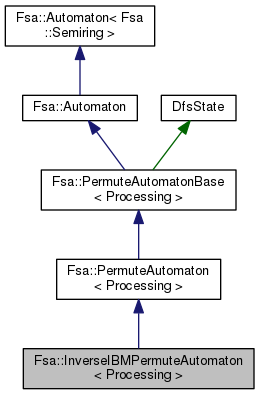 Fsa::Automaton< Fsa
::Semiring >
Fsa::Automaton
DfsState
Fsa::PermuteAutomatonBase
< Processing >
Fsa::PermuteAutomaton
< Processing >
Fsa::InverseIBMPermuteAutomaton
< Processing >